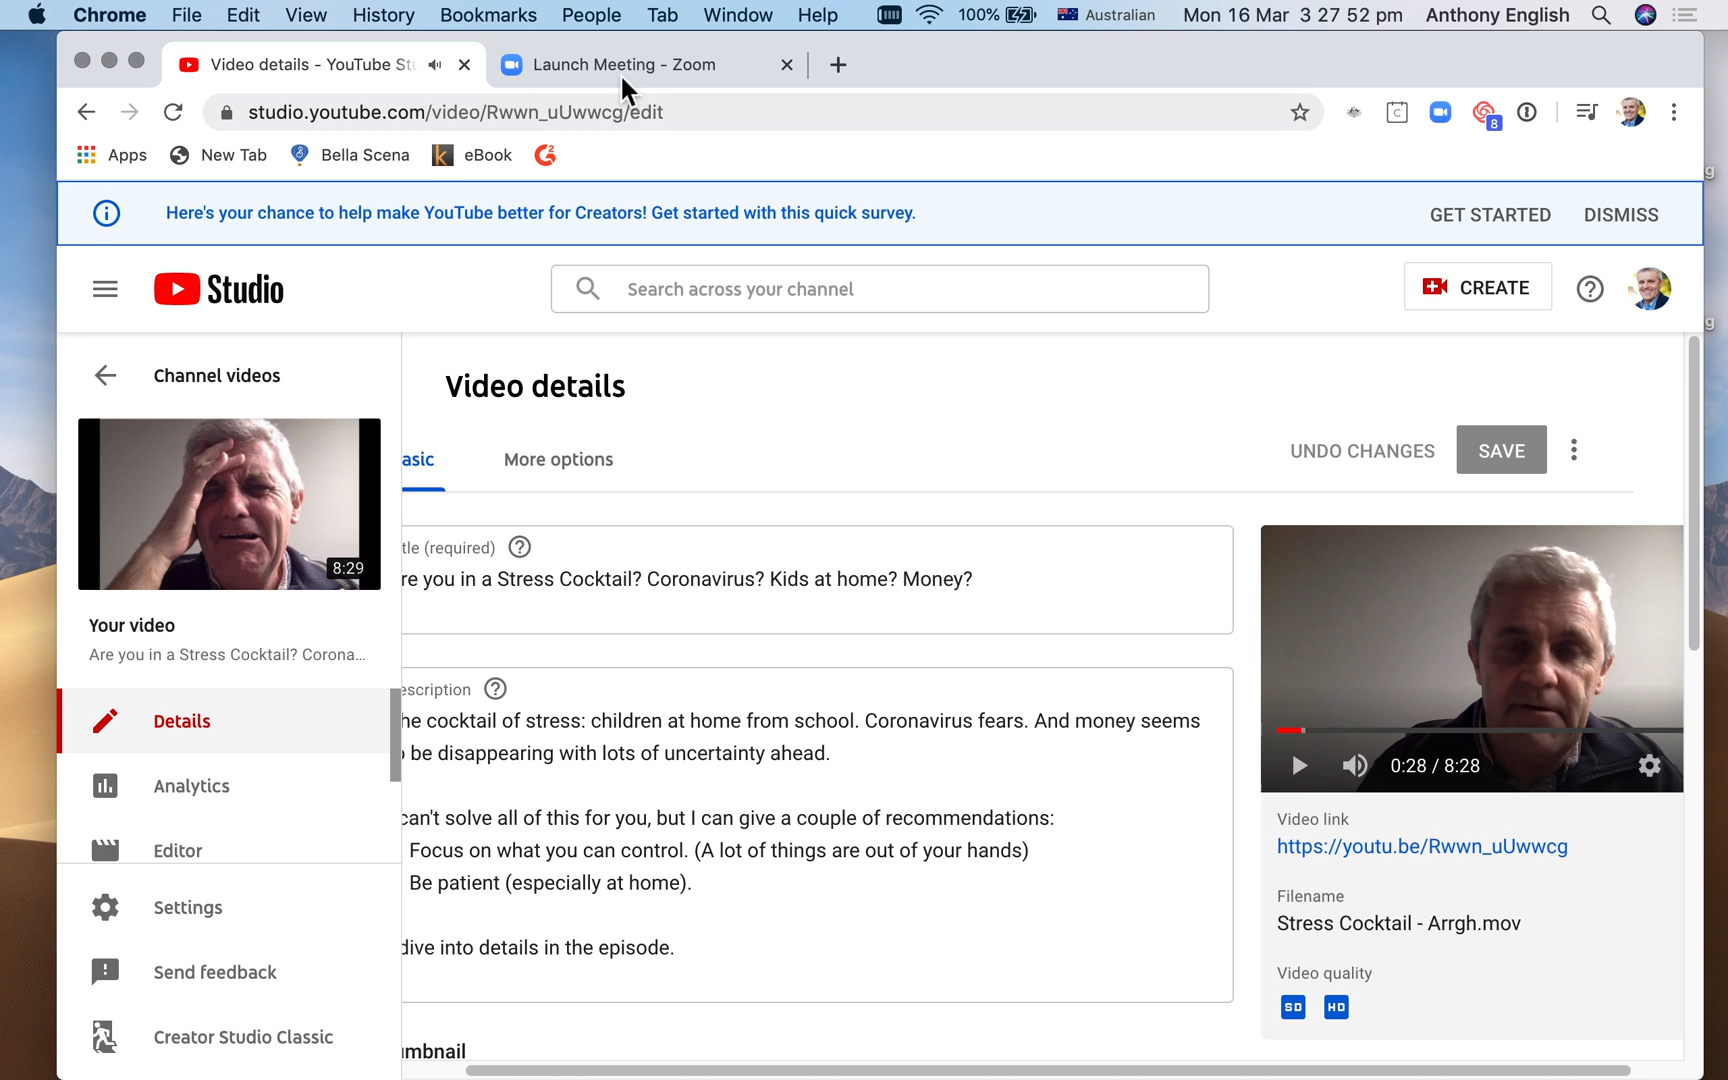 Chrome File Edit View History Bookmarks People Tab Window Help 100% Australian Mon 16 Mar 3 27 52 pm Anthony English
Video details - YouTube Stu
Launch Meeting - Zoom
studio.youtube.com/video/Rwwn_uUwwcg/edit
C
8
Apps New Tab Bella Scena k eBook G2
Here's your chance to help make YouTube better for Creators! Get started with this quick survey. GET STARTED DISMISS
Studio
Search across your channel
CREATE
Channel videos
Video details
asic More options
UNDO CHANGES SAVE
8:29
tle (required)
re you in a Stress Cocktail? Coronavirus? Kids at home? Money?
Your video
Are you in a Stress Cocktail? Corona...
escription
he cocktail of stress: children at home from school. Coronavirus fears. And money seems
o be disappearing with lots of uncertainty ahead.
can't solve all of this for you, but I can give a couple of recommendations:
Focus on what you can control. (A lot of things are out of your hands)
Be patient (especially at home).
dive into details in the episode.
umbnail
Details
Analytics
Editor
Settings
Send feedback
Creator Studio Classic
0:28 / 8:28
Video link
https://youtu.be/Rwwn_uUwwcg
Filename
Stress Cocktail - Arrgh.mov
Video quality
SD HD
g
g